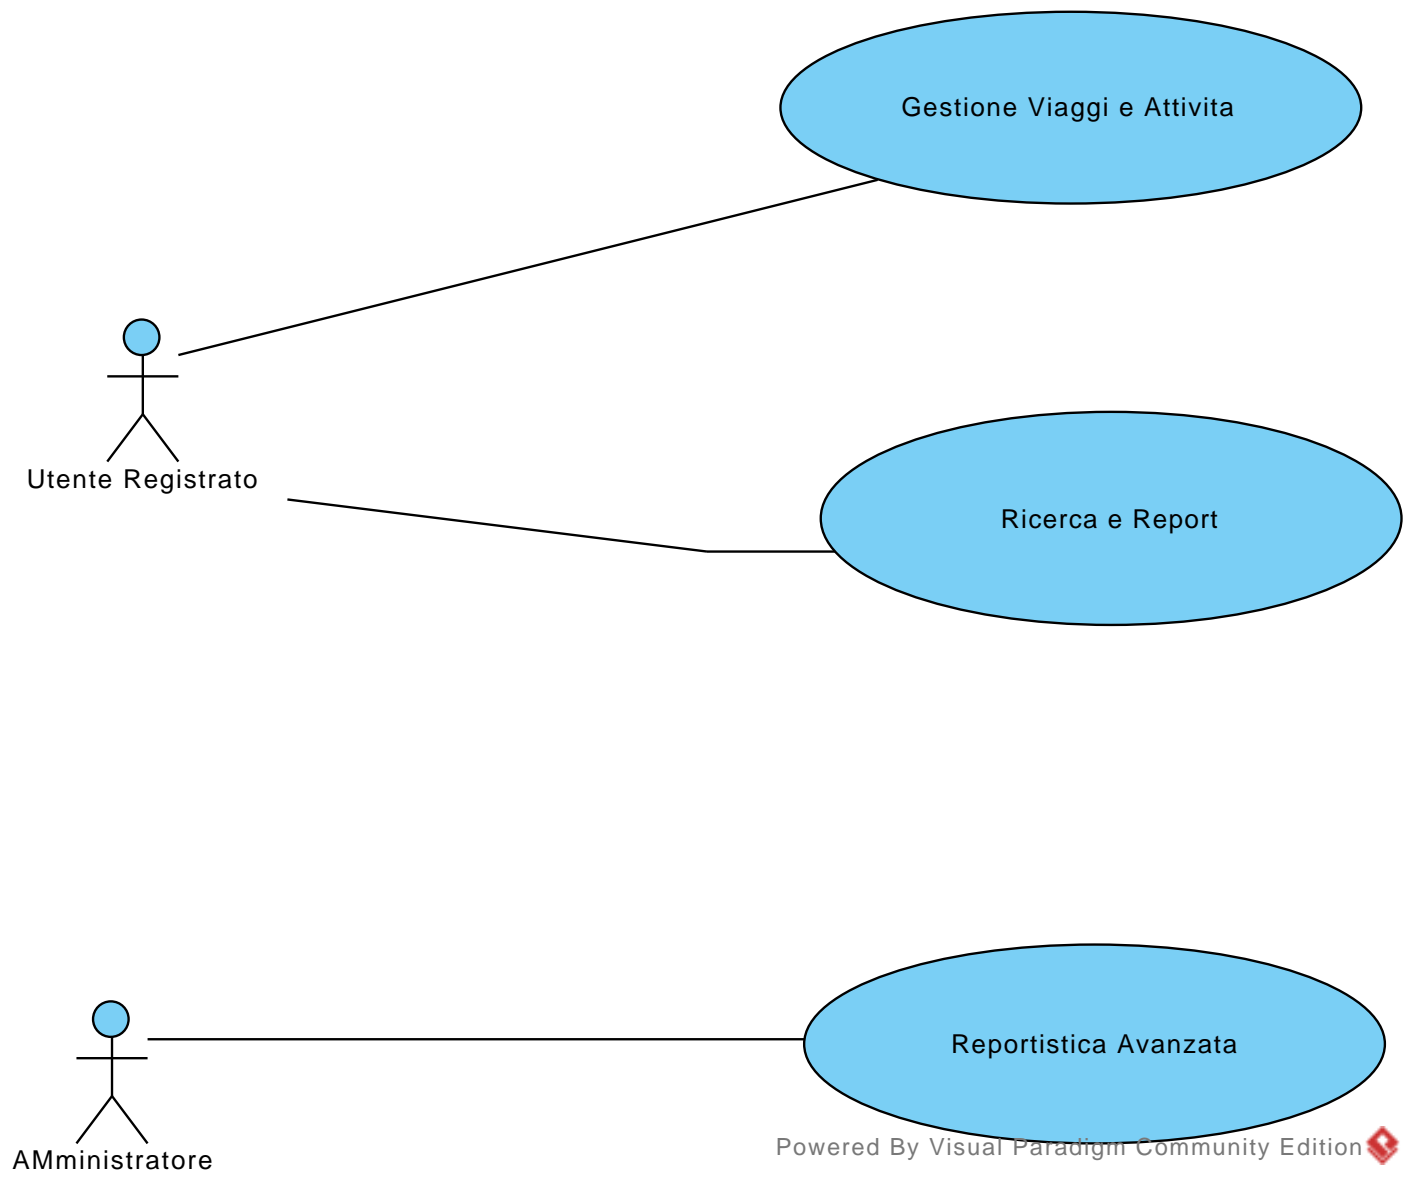 Gestione Viaggi e Attivita
Utente Registrato
Ricerca e Report
Reportistica Avanzata
AMministratore
Powered By Visual Paradigm Community Edition